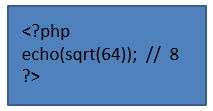 <?php
echo(sqrt(64));  //  8
?>